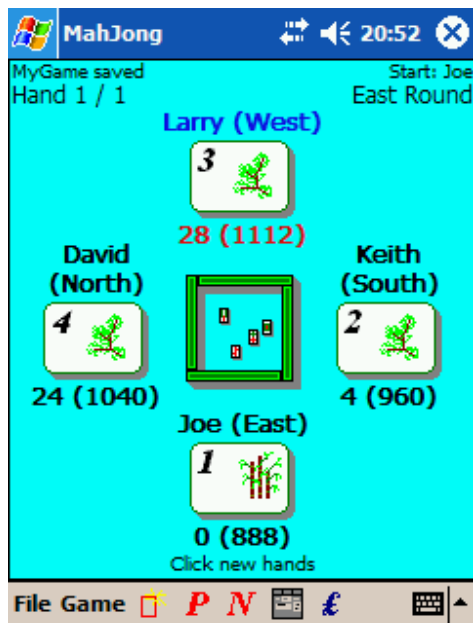 MahJong 20:52
MyGame saved Start: Joe
Hand 1 / 1 East Round
Larry (West)
3
28 (1112)
David
(North)
4
24 (1040)
Keith
(South)
2
4 (960)
Joe (East)
1
0 (888)
Click new hands
File Game P N £